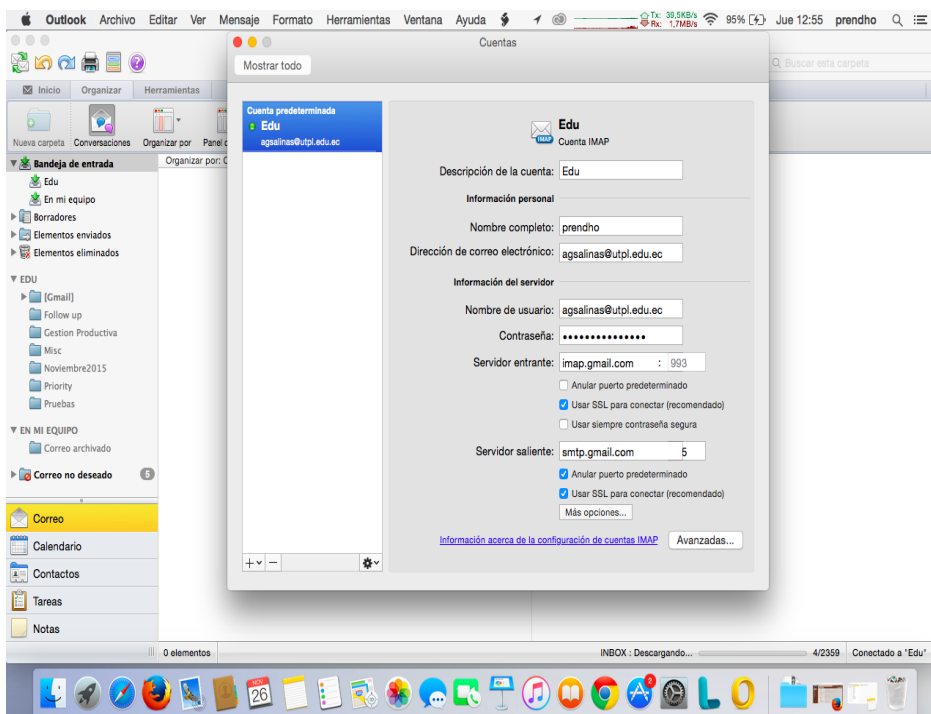 Outlook Archivo Editar Ver Mensaje Formato Herramientas Ventana Ayuda Tx: 39,5KB/s Rx: 1,7MB/s 95% Jue 12:55 prendho
Cuentas
Mostrar todo
Buscar esta carpeta
Inicio Organizar Herramientas
Nueva carpeta Conversaciones Organizar por Panel
Organizar por:
Bandeja de entrada
Edu
En mi equipo
Borradores
Elementos enviados
Elementos eliminados
EDU
[Gmail]
Follow up
Gestion Productiva
Misc
Noviembre2015
Priority
Pruebas
EN MI EQUIPO
Correo archivado
Correo no deseado 5
Correo
Calendario
Contactos
Tareas
Notas
Cuenta predeterminada
Edu
agsalinas@utpl.edu.ec
Edu
IMAP Cuenta IMAP
Descripción de la cuenta: Edu
Información personal
Nombre completo: prendho
Dirección de correo electrónico: agsalinas@utpl.edu.ec
Información del servidor
Nombre de usuario: agsalinas@utpl.edu.ec
Contraseña: •••••••••••••••
Servidor entrante: imap.gmail.com : 993
Anular puerto predeterminado
Usar SSL para conectar (recomendado)
Usar siempre contraseña segura
Servidor saliente: smtp.gmail.com 5
Anular puerto predeterminado
Usar SSL para conectar (recomendado)
Más opciones...
Información acerca de la configuración de cuentas IMAP Avanzadas...
0 elementos INBOX : Descargando... 4/2359 Conectado a "Edu"
NOV
26
2